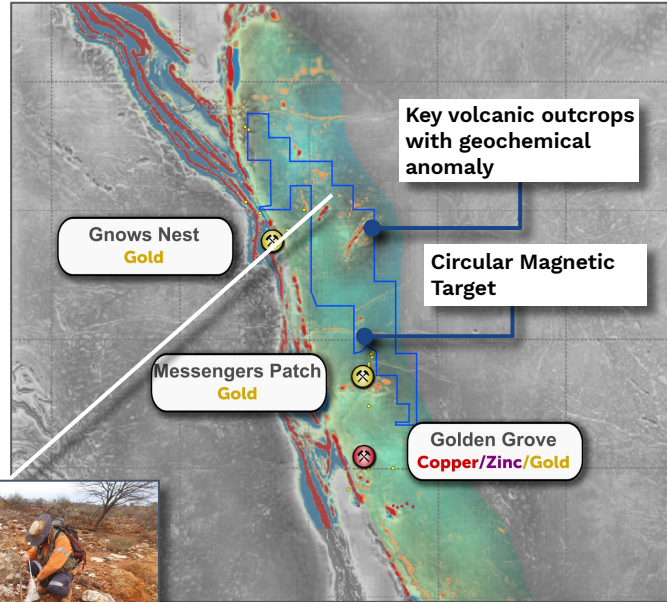 Key volcanic outcrops
with geochemical
anomaly
Gnows Nest
Gold
Circular Magnetic
Target
Messengers Patch
Gold
Golden Grove
Copper/Zinc/Gold